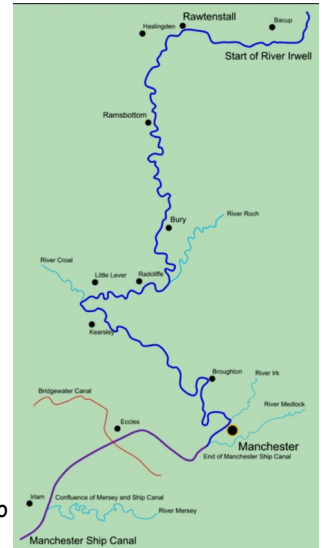 Rawtenstall
Bacup
Haslingden
Start of River Irwell
Ramsbottom
River Roch
Bury
River Croal
Little Lever
Radcliffe
Kearsley
Broughton
River Irk
Bridgewater Canal
River Medlock
Eccles
Manchester
End of Manchester Ship Canal
Irlam
Confluence of Mersey and Ship Canal
River Mersey
Manchester Ship Canal